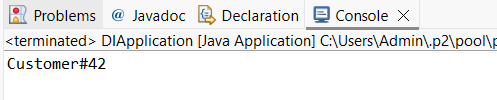 Problems @ Javadoc Declaration Console
<terminated> DIApplication [Java Application] C:\Users\Admin\.p2\pool\p
Customer#42